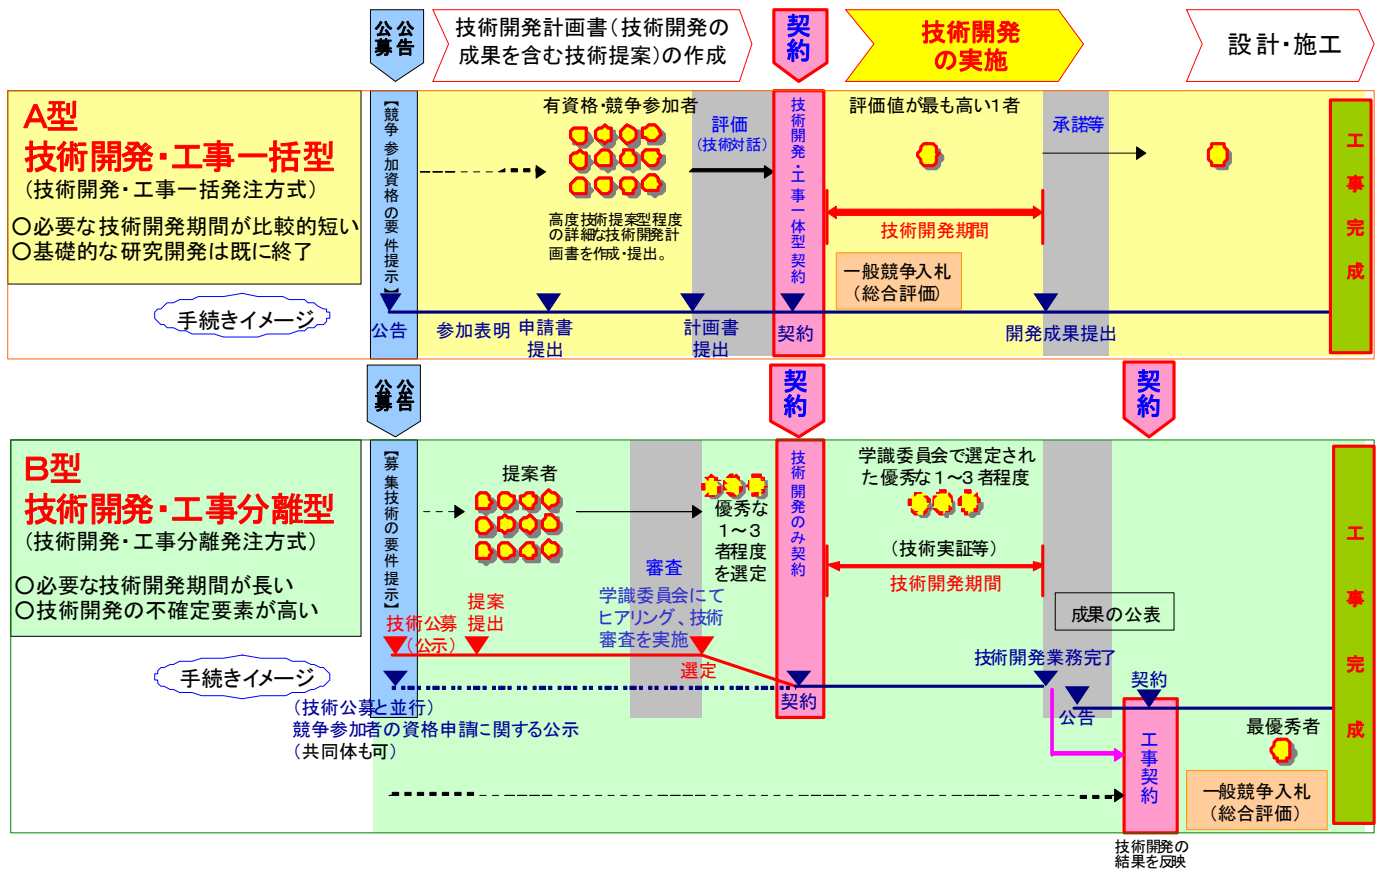 公募
公告
技術開発計画書(技術開発の
成果を含む技術提案)の作成
契約
技術開発
の実施
設計・施工
A型
技術開発・工事一括型
(技術開発・工事一括発注方式)
○必要な技術開発期間が比較的短い
○基礎的な研究開発は既に終了
手続きイメージ
【競争参加資格の要件提示】
有資格・競争参加者
高度技術提案型程度
の詳細な技術開発計
画書を作成・提出。
評価
(技術対話)
技術開発・工事一体型契約
評価値が最も高い1者
承諾等
技術開発期間
一般競争入札
(総合評価)
工事完成
公告
参加表明
申請書
提出
計画書
提出
契約
開発成果提出
公募
公告
契約
契約
B型
技術開発・工事分離型
(技術開発・工事分離発注方式)
○必要な技術開発期間が長い
○技術開発の不確定要素が高い
手続きイメージ
【募集技術の要件提示】
提案者
優秀な
1~3
者程度
を選定
審査
学識委員会にて
ヒアリング、技術
審査を実施
技術開発のみ契約
学識委員会で選定され
た優秀な1~3者程度
(技術実証等)
技術開発期間
成果の公表
工事完成
技術公募
(公示)
提案
提出
選定
契約
技術開発業務完了
公告
契約
(技術公募と並行)
競争参加者の資格申請に関する公示
(共同体も可)
工事契約
最優秀者
一般競争入札
(総合評価)
技術開発の
結果を反映